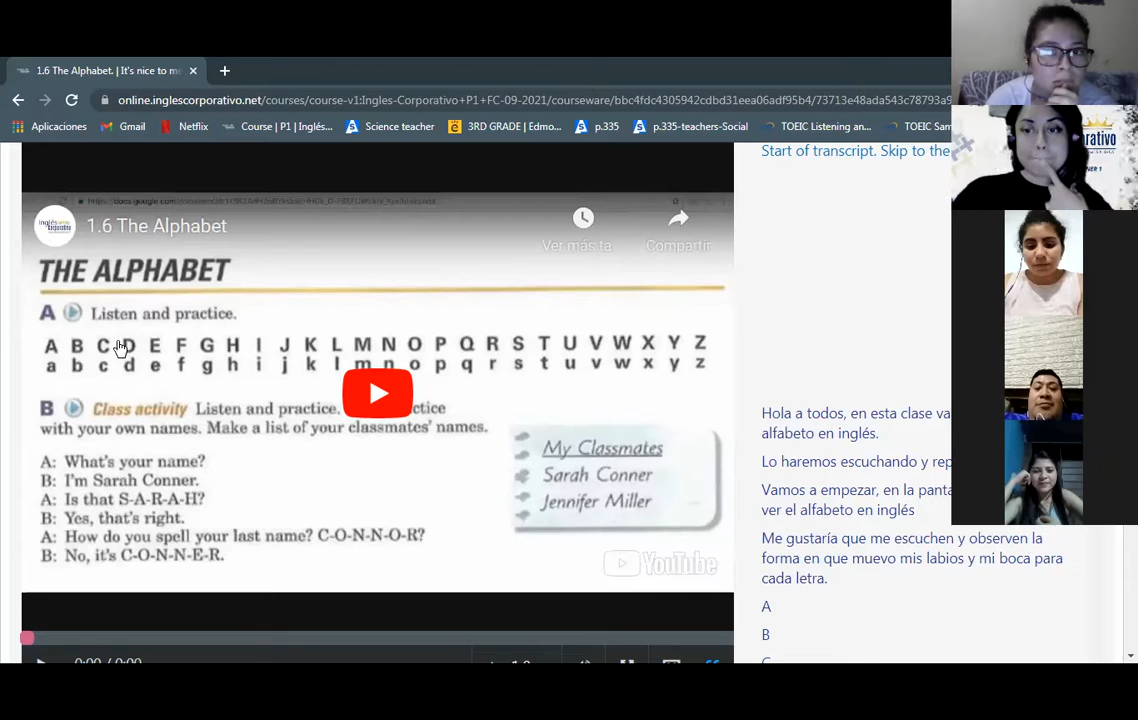 1.6 The Alphabet. | It's nice to me
online.inglescorporativo.net/courses/course-v1:Ingles-Corporativo+P1+FC-09-2021/courseware/bbc4fdc4305942cdbd31eea06adf95b4/73713e48ada543c78793a9
Aplicaciones Gmail Netflix Course | P1 | Inglés... Science teacher 3RD GRADE | Edmo... p.335 p.335-teachers-Social TOEIC Listening an... TOEIC Sam
1.6 The Alphabet
Ver más ta
Compartir
THE ALPHABET
A Listen and practice.
A B C D E F G H I J K L M N O P Q R S T U V W X Y Z
a b c d e f g h i j k l m n o p q r s t u v w x y z
B Class activity Listen and practice. ctice
with your own names. Make a list of your classmates' names.
A: What's your name?
B: I'm Sarah Conner.
A: Is that S-A-R-A-H?
B: Yes, that's right.
A: How do you spell your last name? C-O-N-N-O-R?
B: No, it's C-O-N-N-E-R.
My Classmates
Sarah Conner
Jennifer Miller
YouTube
0:00 / 0:00
Start of transcript. Skip to the
Hola a todos, en esta clase va
alfabeto en inglés.
Lo haremos escuchando y rep
Vamos a empezar, en la panta
ver el alfabeto en inglés
Me gustaría que me escuchen y observen la
forma en que muevo mis labios y mi boca para
cada letra.
A
B
C